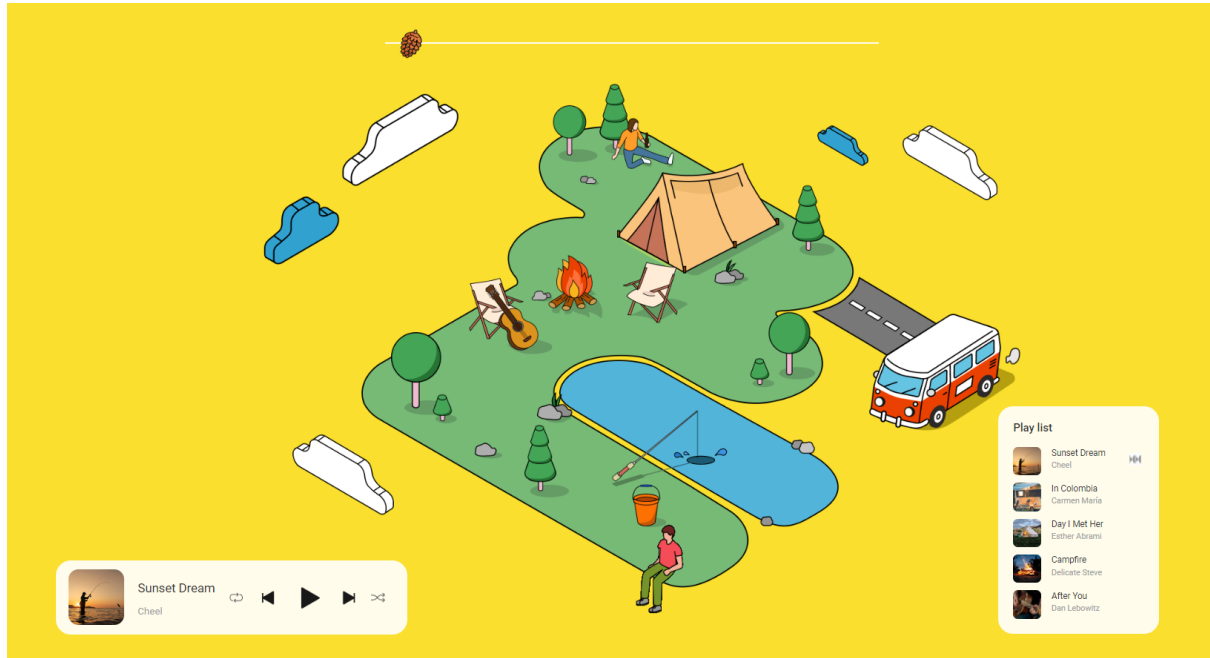 Sunset Dream
Cheel
Play list
Sunset Dream
Cheel
In Colombia
Carmen María
Day I Met Her
Esther Abrami
Campfire
Delicate Steve
After You
Dan Lebowitz